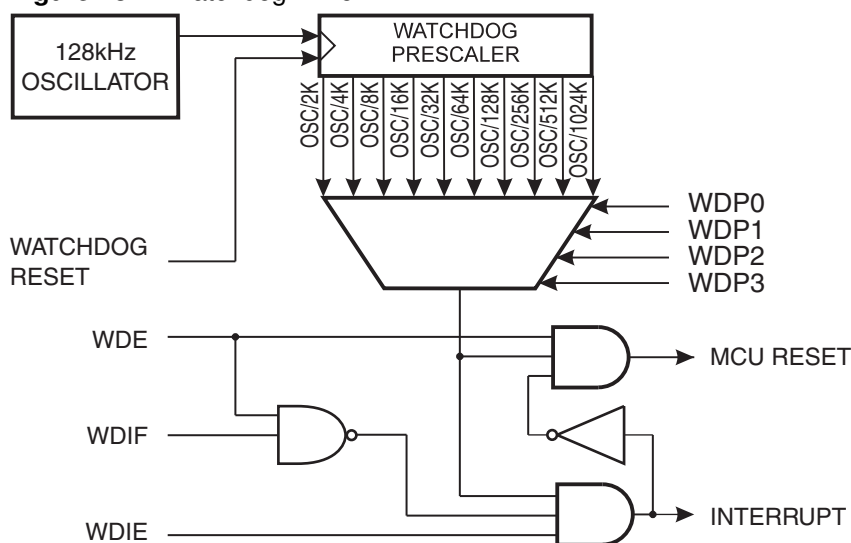 128kHz
OSCILLATOR
WATCHDOG
PRESCALER
OSC/2K
OSC/4K
OSC/8K
OSC/16K
OSC/32K
OSC/64K
OSC/128K
OSC/256K
OSC/512K
OSC/1024K
WDP0
WDP1
WDP2
WDP3
WATCHDOG
RESET
WDE
MCU RESET
WDIF
INTERRUPT
WDIE